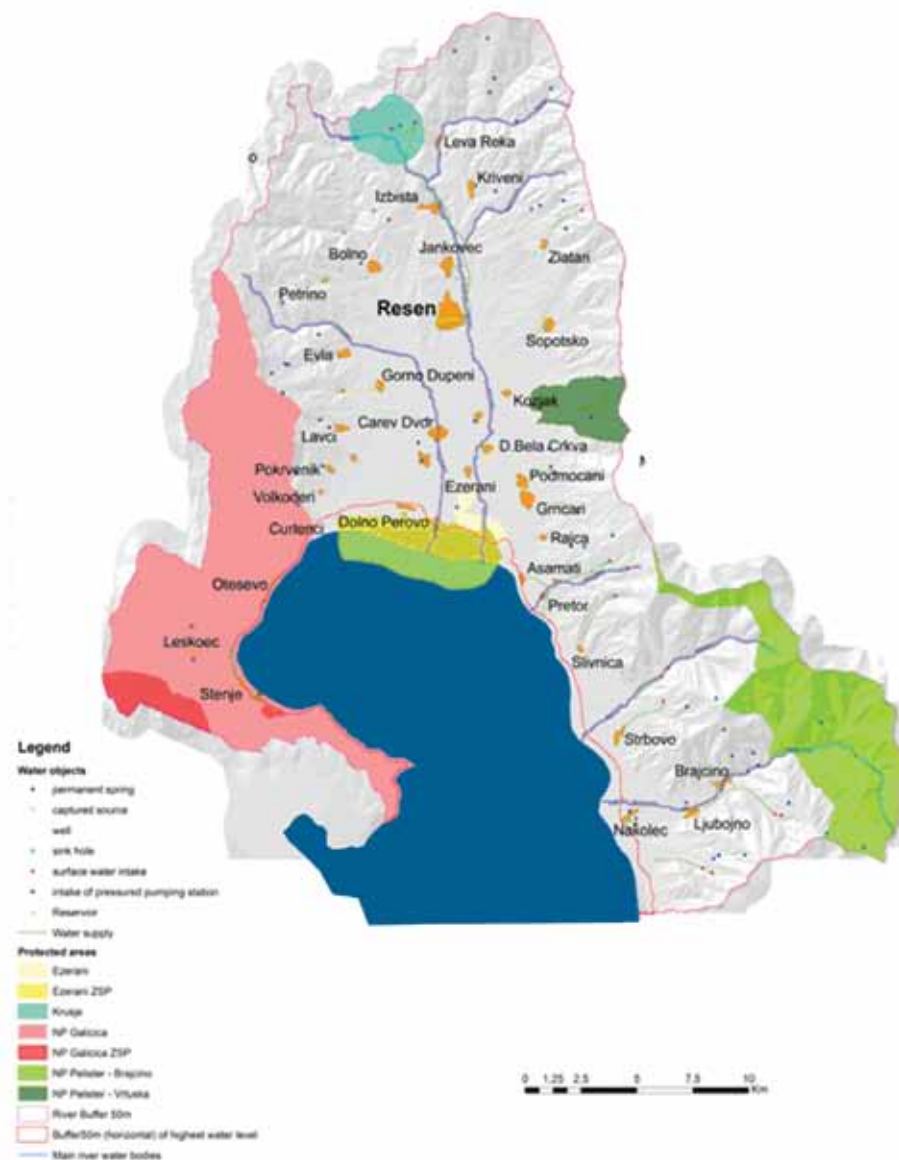 Leva Reka
Kriveni
Izbista
Zlatari
Jankovec
Bolno
Petrino
Resen
Sopotsko
Evla
Gorno Dupeni
Kozjak
Carev Dvor
Lavci
D.Bela Crkva
Pokrvenik
Podmocani
Ezerani
Volkoderi
Grncari
Dolno Perovo
Curlenci
Rajca
Asamati
Otosevo
Pretor
Leskoec
Slivnica
Stenje
Strbovo
Brajcino
Nakolec
Ljubojno
Legend
Water objects
permanent spring
captured source
well
sink hole
surface water intake
intake of pressured pumping station
Reservoir
Water supply
Protected areas
Ezerani
Ezerani ZSP
Krusje
NP Galicica
NP Galicica ZSP
NP Pelister - Brajcino
NP Pelister - Vrtuska
River Buffer 50m
Buffer50m (horizontal) of highest water level
Main river water bodies
0 1.25 2.5 5 7.5 10
Km